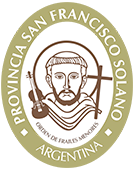 PROVINCIA SAN FRANCISCO SOLANO
ORDEN DE FRAILES MENORES
ARGENTINA